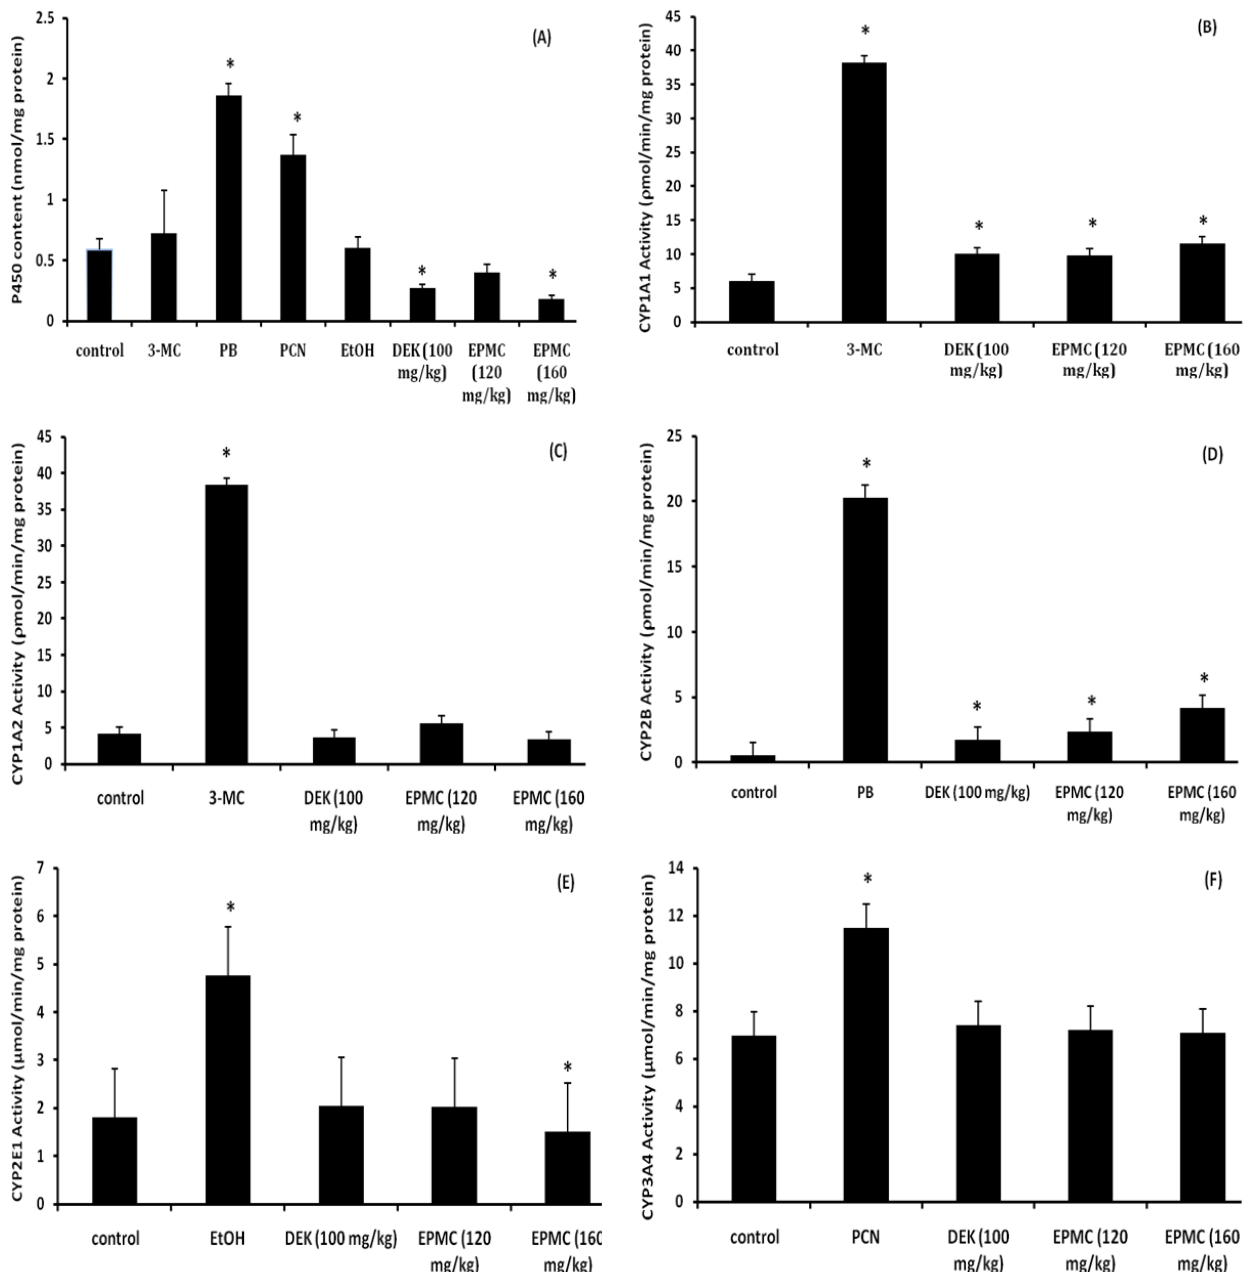 (A)
P450 content (nmol/mg protein)
2.5
2
1.5
1
0.5
0
*
*
*
*
control 3-MC PB PCN EtOH DEK (100 EPMC EPMC
mg/kg) (120 (160
mg/kg) mg/kg)
(B)
CYP1A1 Activity (ρmol/min/mg protein)
45
40
35
30
25
20
15
10
5
0
*
*
*
*
control 3-MC DEK (100 EPMC (120 EPMC (160
mg/kg) mg/kg) mg/kg)
(C)
CYP1A2 Activity (ρmol/min/mg protein)
45
40
35
30
25
20
15
10
5
0
*
control 3-MC DEK (100 EPMC (120 EPMC (160
mg/kg) mg/kg) mg/kg)
(D)
CYP2B Activity (ρmol/min/mg protein)
25
20
15
10
5
0
*
*
*
*
control PB DEK (100 mg/kg) EPMC (120 EPMC (160
mg/kg) mg/kg)
(E)
CYP2E1 Activity (μmol/min/mg protein)
7
6
5
4
3
2
1
0
*
*
control EtOH DEK (100 mg/kg) EPMC (120 EPMC (160
mg/kg) mg/kg)
(F)
CYP3A4 Activity (μmol/min/mg protein)
14
12
10
8
6
4
2
0
*
control PCN DEK (100 EPMC (120 EPMC (160
mg/kg) mg/kg) mg/kg)